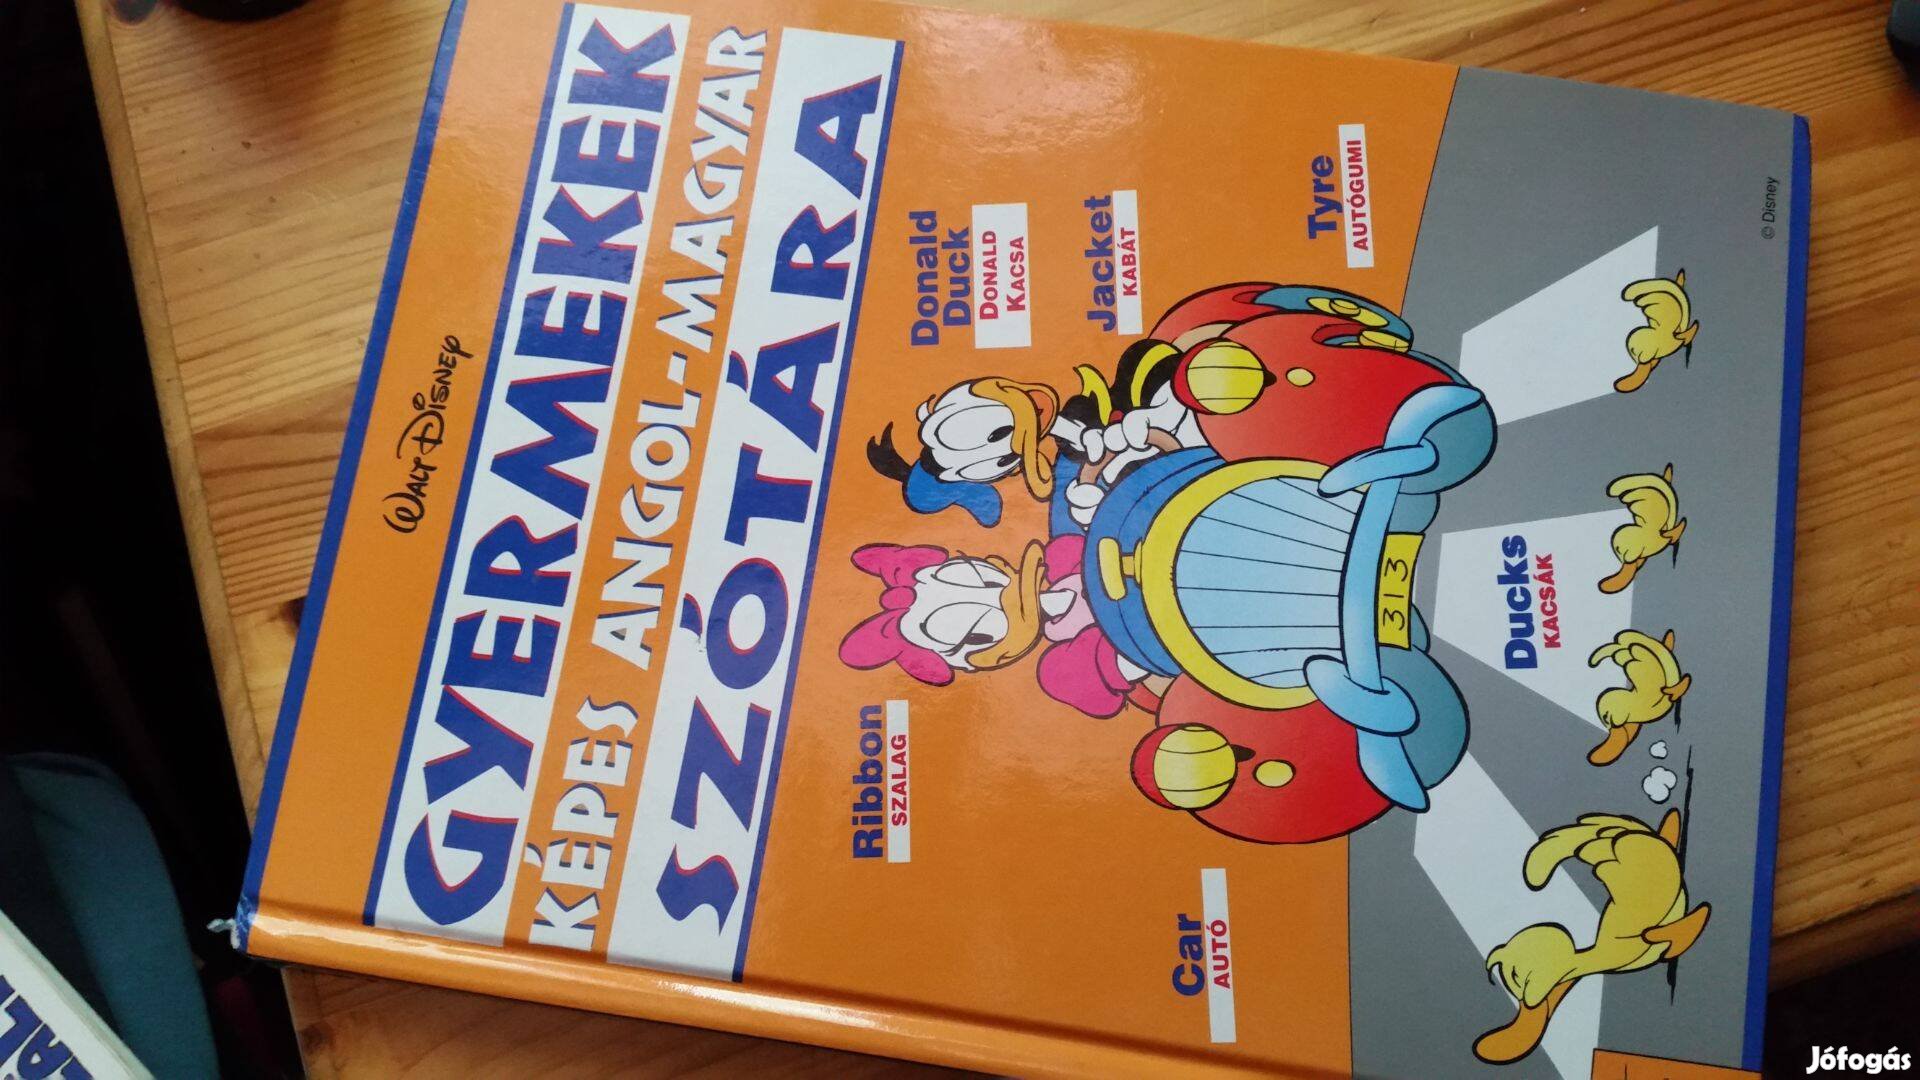 WALT DISNEY
GYERMEKEK
KÉPES ANGOL-MAGYAR
SZÓTÁRA
Donald
Duck
DONALD
KACSA
Ribbon
SZALAG
Jacket
KABÁT
Car
AUTÓ
Tyre
AUTÓGUMI
313
Ducks
KACSÁK
© Disney
Jófogás